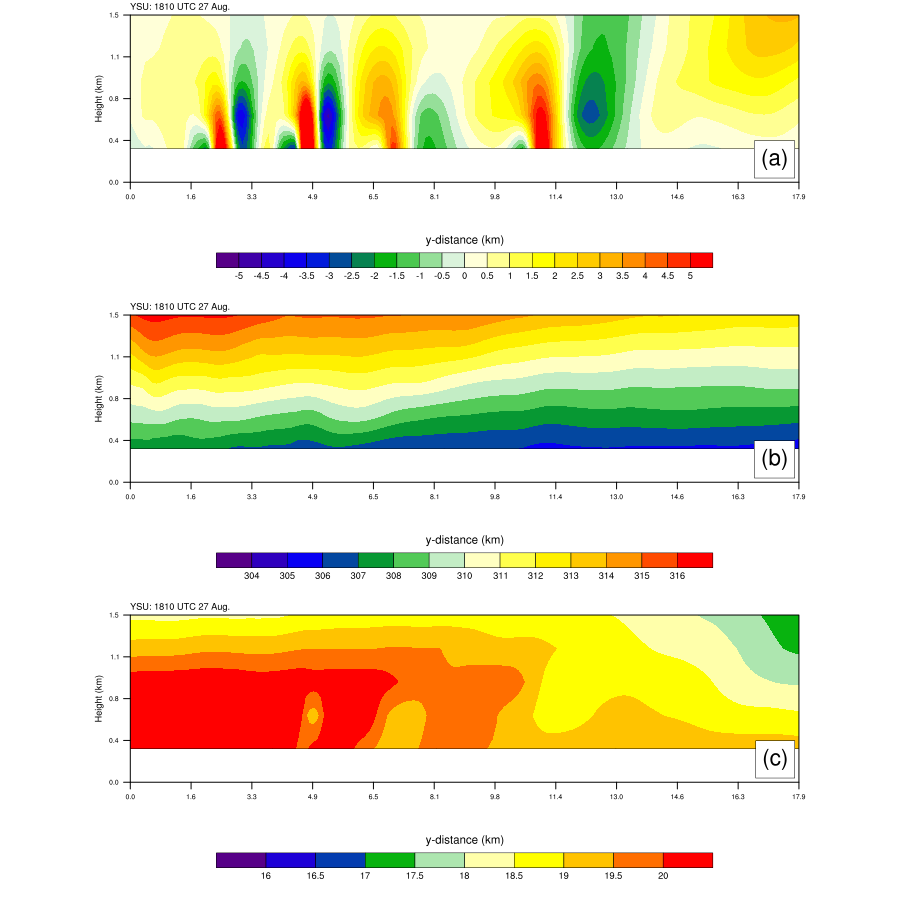 YSU: 1810 UTC 27 Aug.
1.5
1.1
0.8
0.4
0.0
Height (km)
(a)
0.0 1.6 3.3 4.9 6.5 8.1 9.8 11.4 13.0 14.6 16.3 17.9
y-distance (km)
-5 -4.5 -4 -3.5 -3 -2.5 -2 -1.5 -1 -0.5 0 0.5 1 1.5 2 2.5 3 3.5 4 4.5 5
YSU: 1810 UTC 27 Aug.
1.5
1.1
0.8
0.4
0.0
Height (km)
(b)
0.0 1.6 3.3 4.9 6.5 8.1 9.8 11.4 13.0 14.6 16.3 17.9
y-distance (km)
304 305 306 307 308 309 310 311 312 313 314 315 316
YSU: 1810 UTC 27 Aug.
1.5
1.1
0.8
0.4
0.0
Height (km)
(c)
0.0 1.6 3.3 4.9 6.5 8.1 9.8 11.4 13.0 14.6 16.3 17.9
y-distance (km)
16 16.5 17 17.5 18 18.5 19 19.5 20